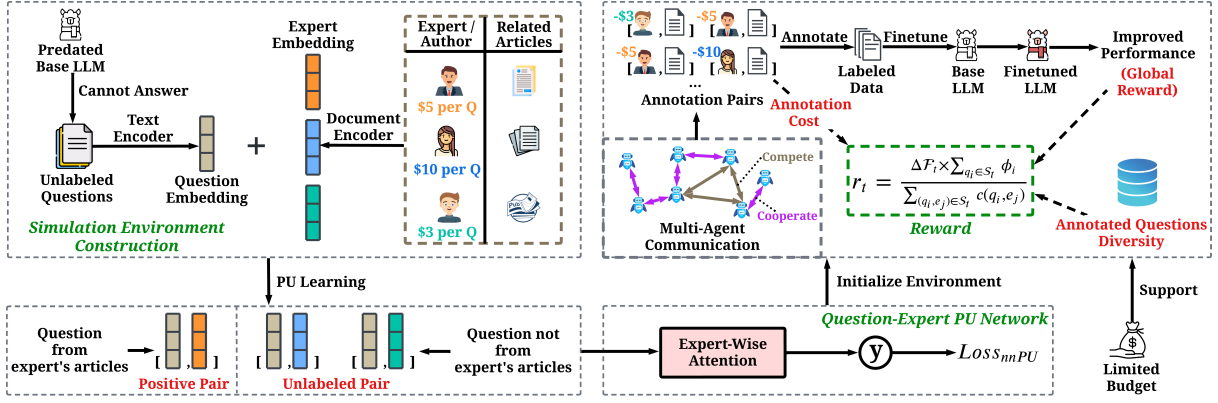 Predated
Base LLM
Cannot Answer
Text
Encoder
Unlabeled
Questions
Question
Embedding
Simulation Environment
Construction
+
Expert
Embedding
Document
Encoder
Expert /
Author
Related
Articles
$5 per Q
$10 per Q
$3 per Q
Pub
-$3
-$5
[ , ]
[ , ]
-$5
-$10
[ , ]
[ , ]
...
Annotation Pairs
Annotate
Labeled
Data
Finetune
Base
LLM
Finetuned
LLM
Improved
Performance
(Global
Reward)
Annotation
Cost
Compete
Cooperate
Multi-Agent
Communication
r_t = ΔF_t × ∑_{q_i∈S_t} ϕ_i / ∑_{(q_i,e_j)∈S_t} c(q_i,e_j)
Reward
Annotated Questions
Diversity
PU Learning
Initialize Environment
Support
Question
from
expert's articles
[ , ]
Positive Pair
[ , ]
[ , ]
Unlabeled Pair
Question not
from
expert's articles
Question-Expert PU Network
Expert-Wise
Attention
y
Loss_{nnPU}
Limited
Budget